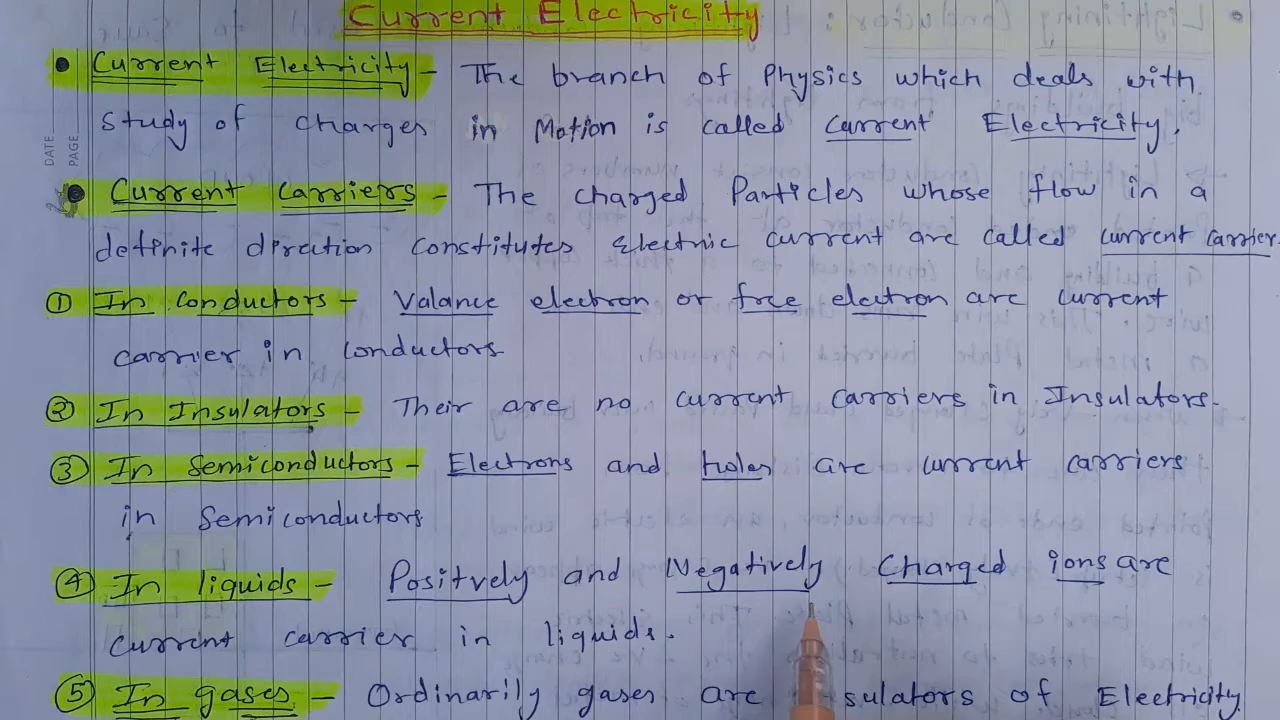 Current Electricity
• Current Electricity - The branch of Physics which deals with
Study of charges in Motion is called Current Electricity.
DATE
PAGE
• Current Carriers - The charged Particles whose flow in a
definite diration constitutes Electric current are called current carrier.
① In conductors - Valance electron or free electron are current
carrier in conductors
② In Insulators - Their are no current carriers in Insulators.
③ In Semiconductors - Electrons and holes are current carriers
in Semiconductors
④ In liquids - Positvely and Negatively Charged ions are
current carrier in liquids.
⑤ In gases - Ordinarily gases are sulators of Electricity